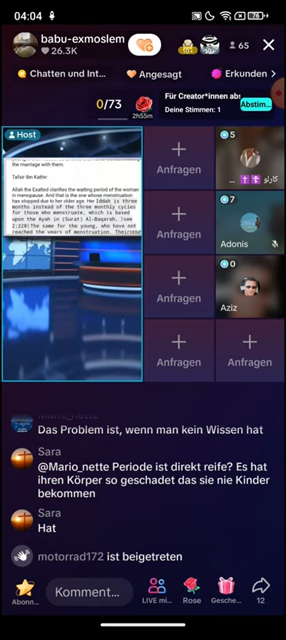 04:04
76
babu-exmoslem
26.3K
65
Chatten und Int...
Angesagt
Erkunden
0/73
2h55m
Für Creator*innen abs
Deine Stimmen: 1
Abstim...
Host
the marriage with them.
Tafsir Ibn Kathir:
Allah the Exalted clarifies the waiting period of the woman
in menopause. And that is the one whose menstruation
has stopped due to her older age. Her Iddah is three
months instead of the three monthly cycles
for those who menstruate, which is based
upon the Ayah in (Surah) Al-Baqarah.
2:228)The same for the young, who have not
reached the years of menstruation.
Anfragen
Anfragen
Anfragen
Anfragen
Anfragen
5
كارلو
7
Adonis
0
Aziz
Mario_nette
Das Problem ist, wenn man kein Wissen hat
Sara
@Mario_nette Periode ist direkt reife? Es hat
ihren Körper so geschadet das sie nie Kinder
bekommen
Sara
Hat
motorrad172 ist beigetreten
Abonn...
Komment...
LIVE mi...
Rose
Gesche...
12